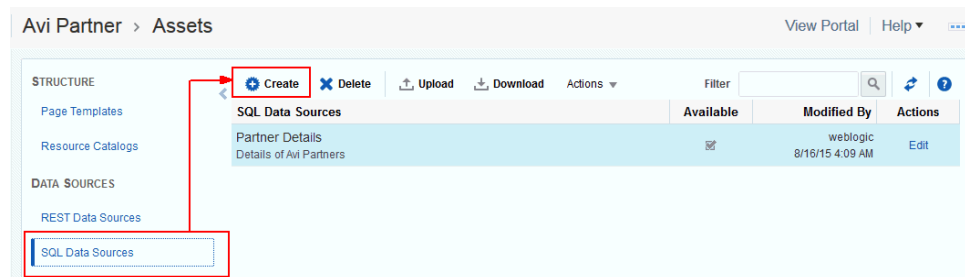 Avi Partner > Assets
View Portal
Help
STRUCTURE
Page Templates
Resource Catalogs
DATA SOURCES
REST Data Sources
SQL Data Sources
Create
Delete
Upload
Download
Actions
Filter
SQL Data Sources
Available
Modified By
Actions
Partner Details
Details of Avi Partners
weblogic
8/16/15 4:09 AM
Edit